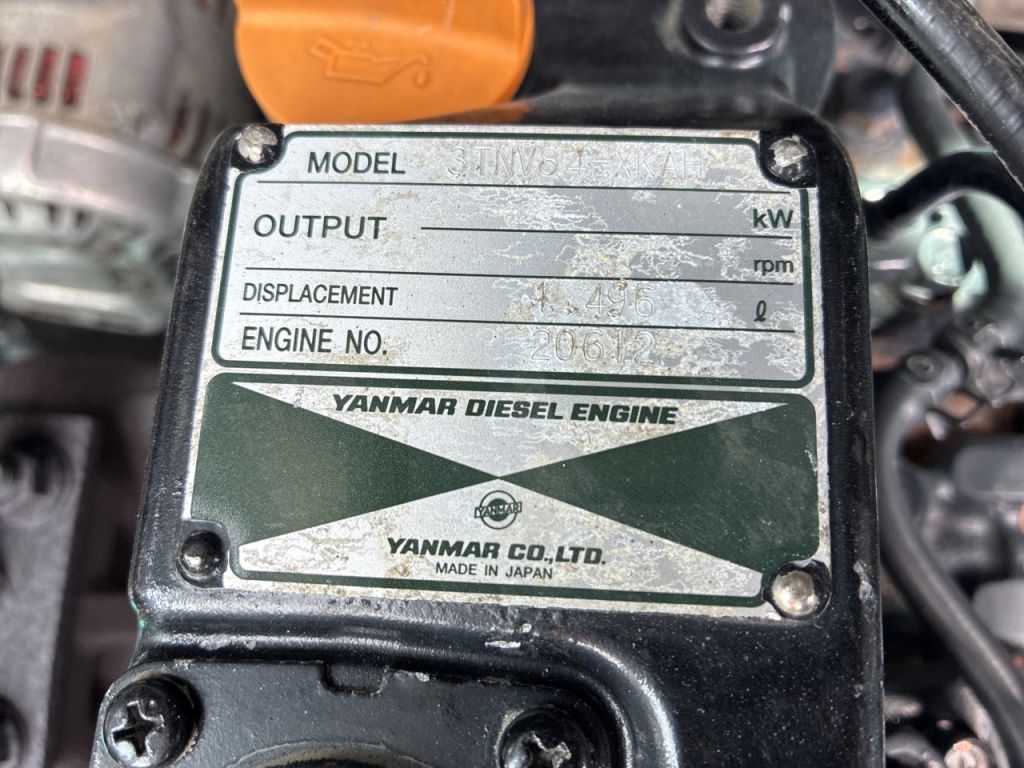 MODEL 3TNV84-XKAH
OUTPUT kW
rpm
DISPLACEMENT 1.496 ℓ
ENGINE NO. 20612
YANMAR DIESEL ENGINE
YANMAR
YANMAR CO.,LTD.
MADE IN JAPAN